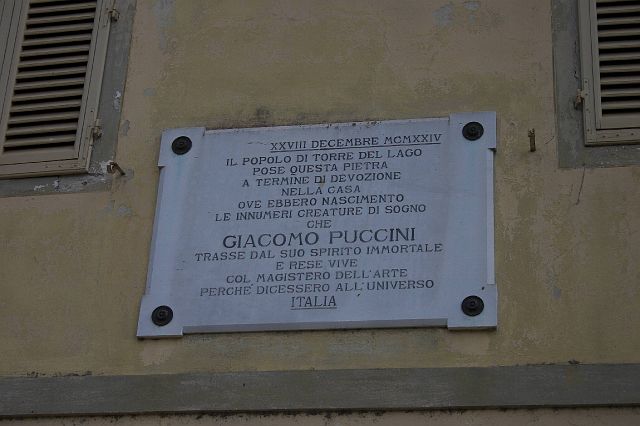 XXVIII DECEMBRE MCMXXIV
IL POPOLO DI TORRE DEL LAGO
POSE QUESTA PIETRA
A TERMINE DI DEVOZIONE
NELLA CASA
OVE EBBERO NASCIMENTO
LE INNUMERI CREATURE DI SOGNO
CHE
GIACOMO PUCCINI
TRASSE DAL SUO SPIRITO IMMORTALE
E RESE VIVE
COL MAGISTERO DELL'ARTE
PERCHÈ DICESSERO ALL'UNIVERSO
ITALIA